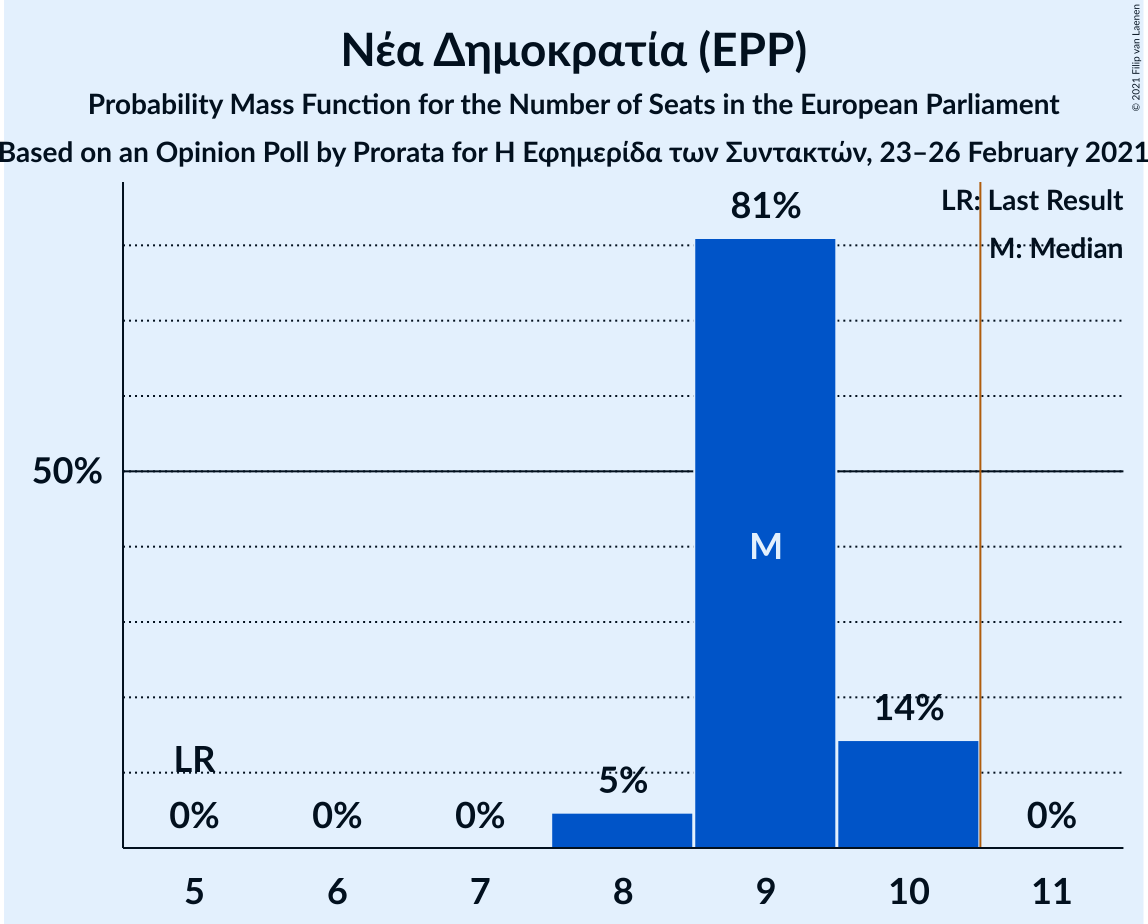 Νέα Δημοκρατία (EPP)
Probability Mass Function for the Number of Seats in the European Parliament
Based on an Opinion Poll by Prorata for Η Εφημερίδα των Συντακτών, 23–26 February 2021
© 2021 Filip van Laenen
LR: Last Result
M: Median
81%
50%
M
14%
LR
5%
0% 0% 0% 0%
5 6 7 8 9 10 11